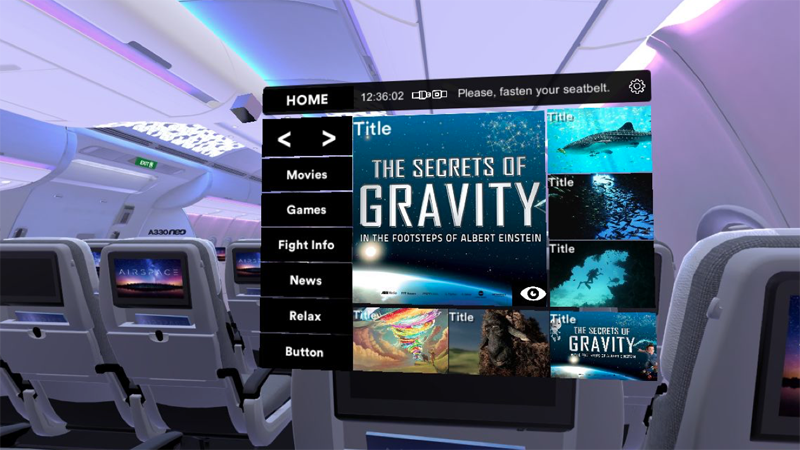 HOME
12:36:02
Please, fasten your seatbelt.
< >
Movies
Games
Fight Info
News
Relax
Button
Title
THE SECRETS OF
GRAVITY
IN THE FOOTSTEPS OF ALBERT EINSTEIN
Title
Title
Title
Title
Title
Title
THE SECRETS OF
GRAVITY
EXIT
A330neo
AIRSPACE